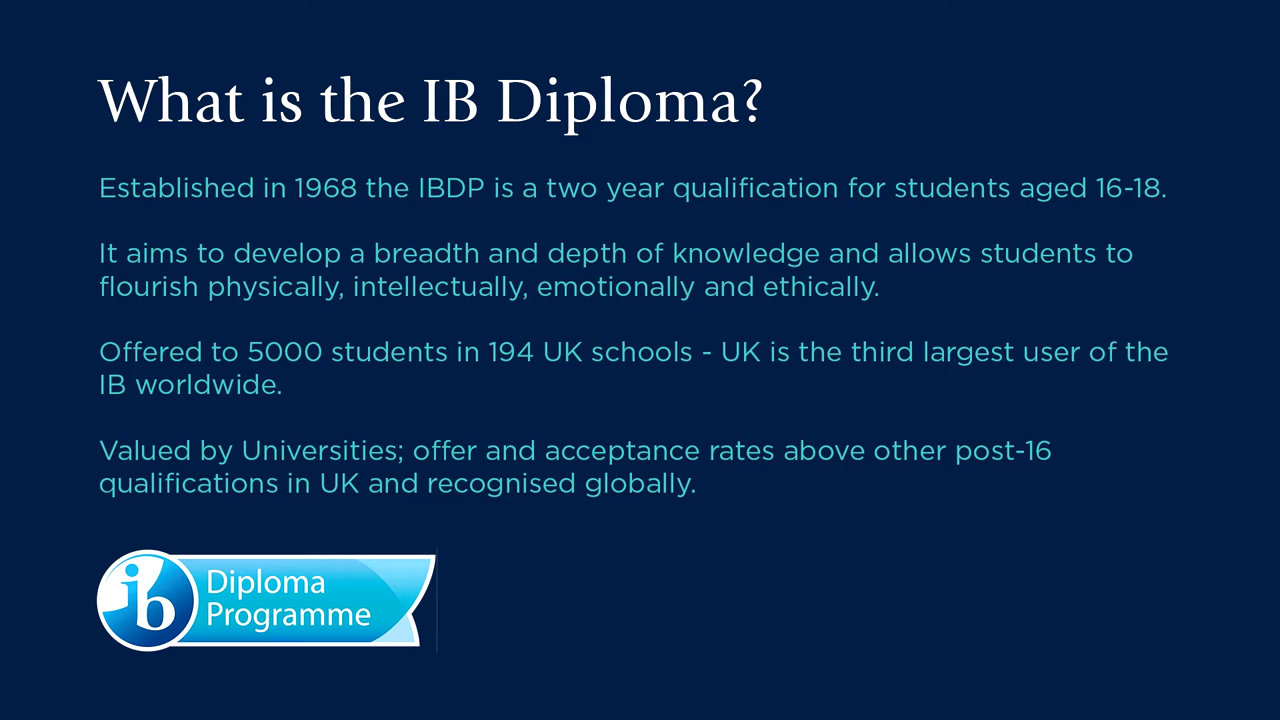 What is the IB Diploma?
Established in 1968 the IBDP is a two year qualification for students aged 16-18.
It aims to develop a breadth and depth of knowledge and allows students to
flourish physically, intellectually, emotionally and ethically.
Offered to 5000 students in 194 UK schools - UK is the third largest user of the
IB worldwide.
Valued by Universities; offer and acceptance rates above other post-16
qualifications in UK and recognised globally.
ib
Diploma
Programme